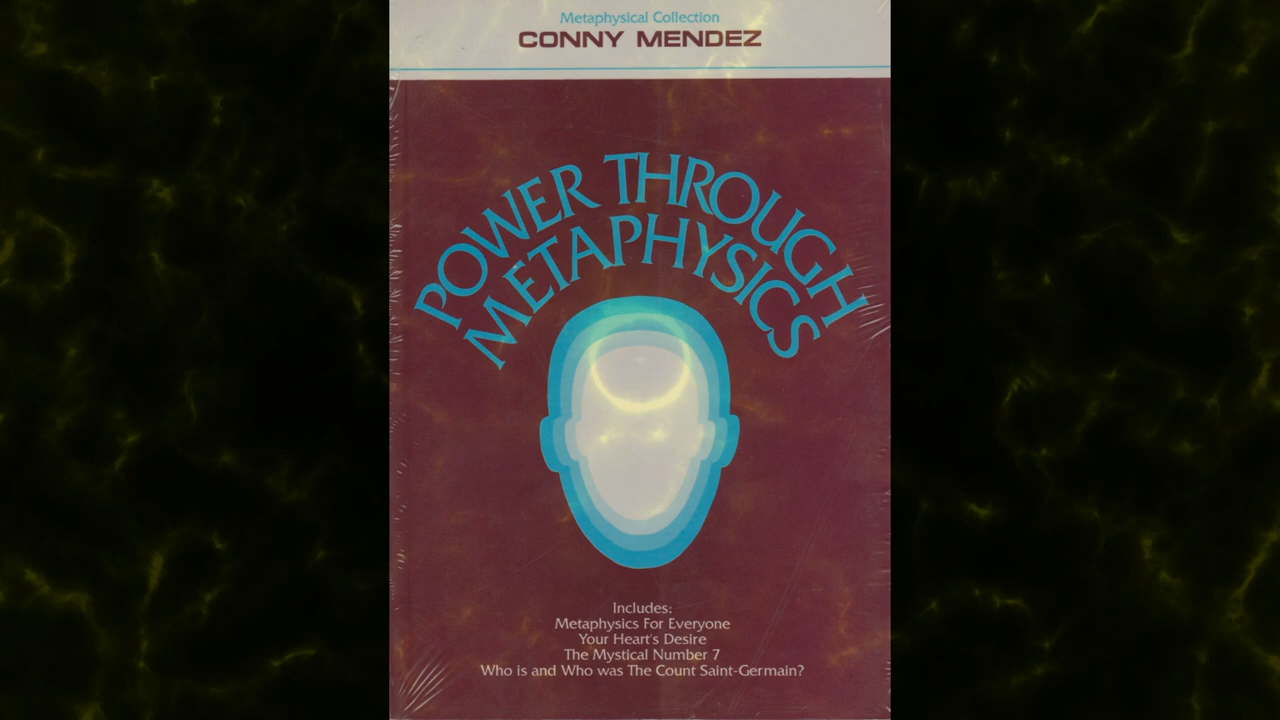 Metaphysical Collection
CONNY MENDEZ
POWER THROUGH
METAPHYSICS
Includes:
Metaphysics For Everyone
Your Heart's Desire
The Mystical Number 7
Who is and Who was The Count Saint-Germain?